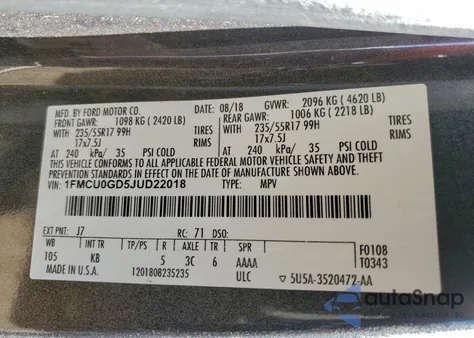 MFD. BY FORD MOTOR CO. 08/18 GVWR: 2096 KG (4620 LB)
FRONT GAWR: 1098 KG (2420 LB) REAR GAWR: 1006 KG (2218 LB)
WITH 235/55R17 99H TIRES WITH 235/55R17 99H TIRES
17x7.5J RIMS 17x7.5J RIMS
AT 240 kPa/ 35 PSI COLD AT 240 kPa/ 35 PSI COLD
THIS VEHICLE CONFORMS TO ALL APPLICABLE FEDERAL MOTOR VEHICLE SAFETY AND THEFT
PREVENTION STANDARDS IN EFFECT ON THE DATE OF MANUFACTURE SHOWN ABOVE.
VIN: 1FMCU0GD5JUD22018 TYPE: MPV
EXT PNT: J7 RC: 71 DSO:
WB INT TR TP/PS R AXLE TR SPR F0108
105 KB 5 3C 6 AAAA T0343
MADE IN U.S.A. 1201808235235 ULC 5U5A-3520472-AA
autoSnap